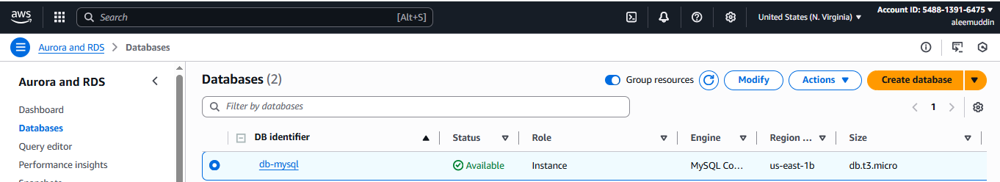 aws
Search [Alt+S]
United States (N. Virginia)
Account ID: 5488-1391-6475
aleemuddin
Aurora and RDS > Databases
Aurora and RDS
Dashboard
Databases
Query editor
Performance insights
Databases (2)
Group resources
Modify
Actions
Create database
Filter by databases
1
DB identifier Status Role Engine Region ... Size
db-mysql Available Instance MySQL Co... us-east-1b db.t3.micro